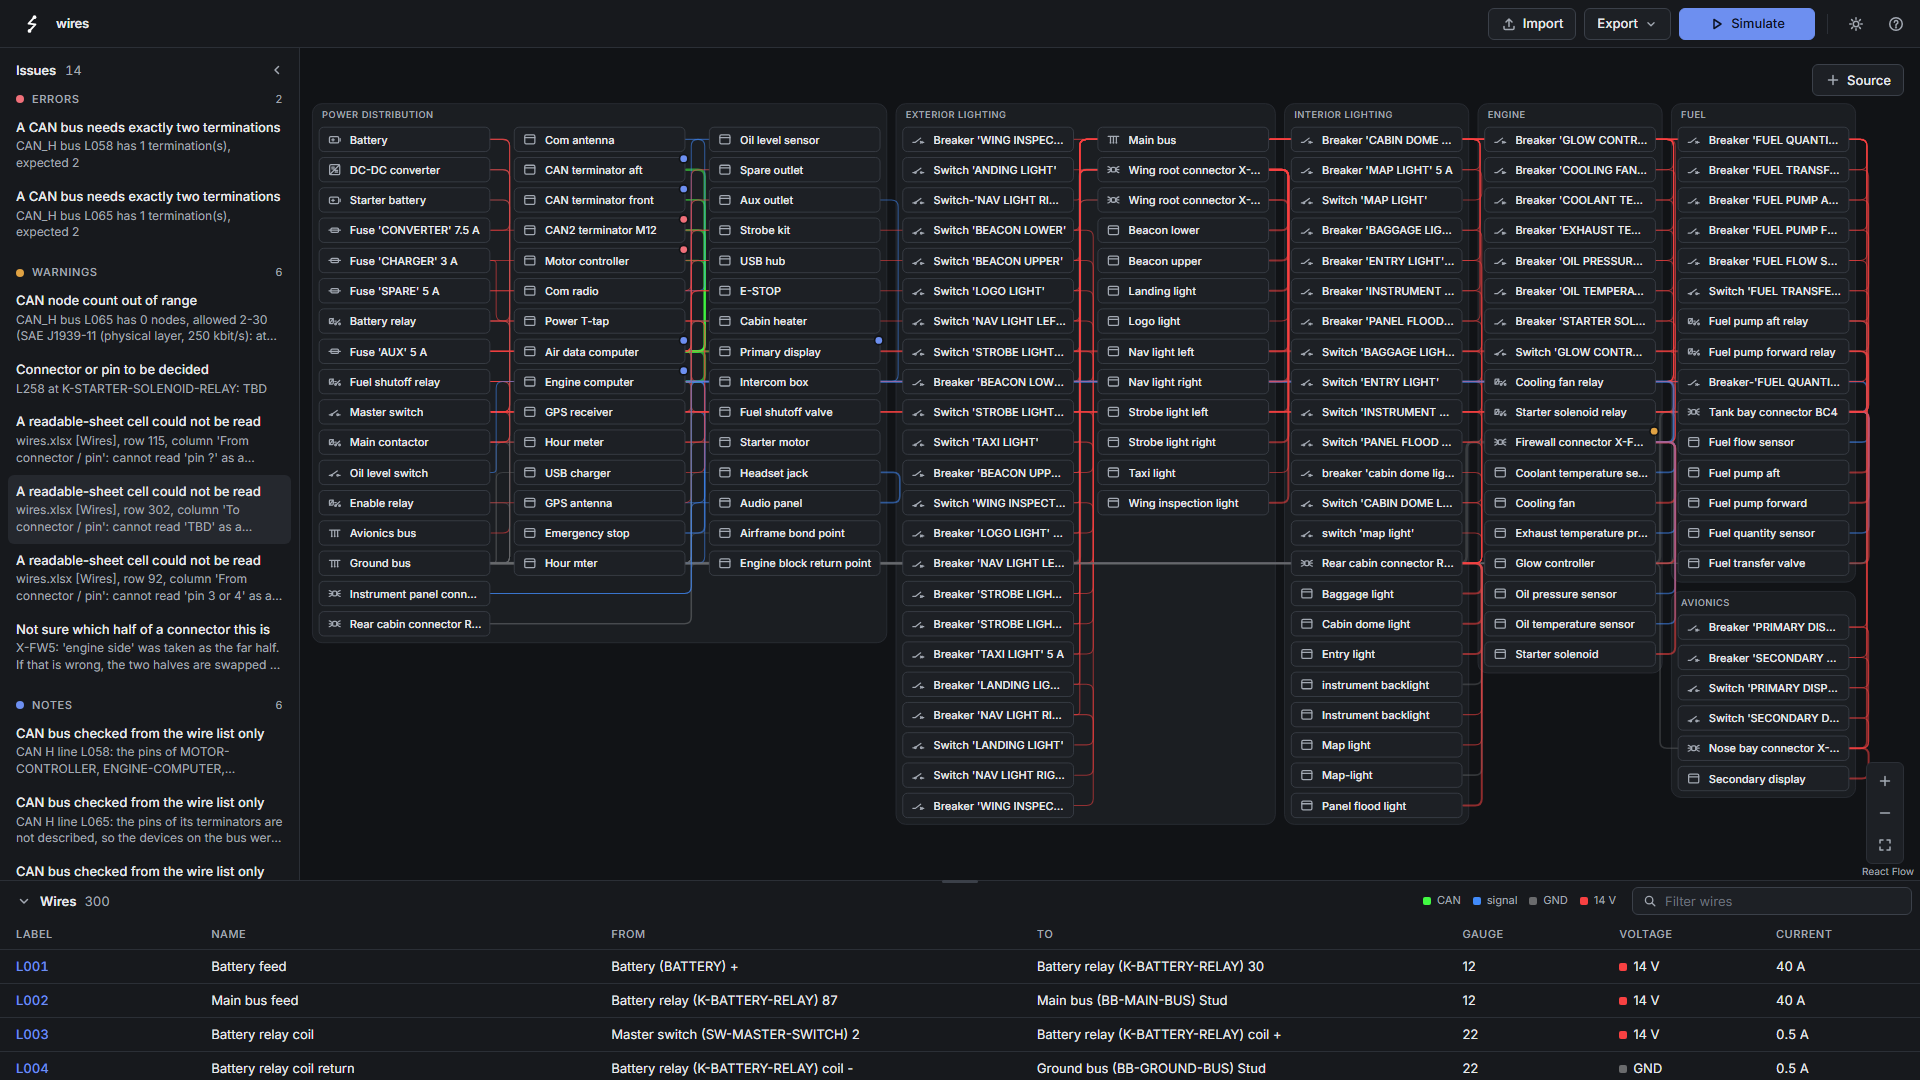 wires
Import
Export
Simulate
Issues 14
ERRORS 2
A CAN bus needs exactly two terminations
CAN_H bus L058 has 1 termination(s),
expected 2
A CAN bus needs exactly two terminations
CAN_H bus L065 has 1 termination(s),
expected 2
WARNINGS 6
CAN node count out of range
CAN_H bus L065 has 0 nodes, allowed 2-30
(SAE J1939-11 (physical layer, 250 kbit/s): at...
Connector or pin to be decided
L258 at K-STARTER-SOLENOID-RELAY: TBD
A readable-sheet cell could not be read
wires.xlsx [Wires], row 115, column 'From
connector / pin': cannot read 'pin ?' as a...
A readable-sheet cell could not be read
wires.xlsx [Wires], row 302, column 'To
connector / pin': cannot read 'TBD' as a...
A readable-sheet cell could not be read
wires.xlsx [Wires], row 92, column 'From
connector / pin': cannot read 'pin 3 or 4' as a...
Not sure which half of a connector this is
X-FW5: 'engine side' was taken as the far half.
If that is wrong, the two halves are swapped ...
NOTES 6
CAN bus checked from the wire list only
CAN H line L058: the pins of MOTOR-
CONTROLLER, ENGINE-COMPUTER,...
CAN bus checked from the wire list only
CAN H line L065: the pins of its terminators are
not described, so the devices on the bus wer...
CAN bus checked from the wire list only
Source
POWER DISTRIBUTION
Battery
DC-DC converter
Starter battery
Fuse 'CONVERTER' 7.5 A
Fuse 'CHARGER' 3 A
Fuse 'SPARE' 5 A
Battery relay
Fuse 'AUX' 5 A
Fuel shutoff relay
Master switch
Main contactor
Oil level switch
Enable relay
Avionics bus
Ground bus
Instrument panel conn...
Rear cabin connector R...
Com antenna
CAN terminator aft
CAN terminator front
CAN2 terminator M12
Motor controller
Com radio
Power T-tap
Air data computer
Engine computer
GPS receiver
Hour meter
USB charger
GPS antenna
Emergency stop
Hour mter
Oil level sensor
Spare outlet
Aux outlet
Strobe kit
USB hub
E-STOP
Cabin heater
Primary display
Intercom box
Fuel shutoff valve
Starter motor
Headset jack
Audio panel
Airframe bond point
Engine block return point
EXTERIOR LIGHTING
Breaker 'WING INSPEC...
Switch 'ANDING LIGHT'
Switch-'NAV LIGHT RI...
Switch 'BEACON LOWER'
Switch 'BEACON UPPER'
Switch 'LOGO LIGHT'
Switch 'NAV LIGHT LEF...
Switch 'STROBE LIGHT...
Breaker 'BEACON LOW...
Switch 'STROBE LIGHT...
Switch 'TAXI LIGHT'
Breaker 'BEACON UPP...
Switch 'WING INSPECT...
Breaker 'LOGO LIGHT' ...
Breaker 'NAV LIGHT LE...
Breaker 'STROBE LIGH...
Breaker 'STROBE LIGH...
Breaker 'TAXI LIGHT' 5 A
Breaker 'LANDING LIG...
Breaker 'NAV LIGHT RI...
Switch 'LANDING LIGHT'
Switch 'NAV LIGHT RIG...
Breaker 'WING INSPEC...
Main bus
Wing root connector X-...
Wing root connector X-...
Beacon lower
Beacon upper
Landing light
Logo light
Nav light left
Nav light right
Strobe light left
Strobe light right
Taxi light
Wing inspection light
INTERIOR LIGHTING
Breaker 'CABIN DOME ...
Breaker 'MAP LIGHT' 5 A
Switch 'MAP LIGHT'
Breaker 'BAGGAGE LIG...
Breaker 'ENTRY LIGHT'...
Breaker 'INSTRUMENT ...
Breaker 'PANEL FLOOD...
Switch 'BAGGAGE LIGH...
Switch 'ENTRY LIGHT'
Switch 'INSTRUMENT ...
Switch 'PANEL FLOOD ...
breaker 'cabin dome lig...
Switch 'CABIN DOME L...
switch 'map light'
Rear cabin connector R...
Baggage light
Cabin dome light
Entry light
instrument backlight
Instrument backlight
Map light
Map-light
Panel flood light
ENGINE
Breaker 'GLOW CONTR...
Breaker 'COOLING FAN...
Breaker 'COOLANT TE...
Breaker 'EXHAUST TE...
Breaker 'OIL PRESSUR...
Breaker 'OIL TEMPERA...
Breaker 'STARTER SOL...
Switch 'GLOW CONTR...
Cooling fan relay
Starter solenoid relay
Firewall connector X-F...
Coolant temperature se...
Cooling fan
Exhaust temperature pr...
Glow controller
Oil pressure sensor
Oil temperature sensor
Starter solenoid
FUEL
Breaker 'FUEL QUANTI...
Breaker 'FUEL TRANSF...
Breaker 'FUEL PUMP A...
Breaker 'FUEL PUMP F...
Breaker 'FUEL FLOW S...
Switch 'FUEL TRANSFE...
Fuel pump aft relay
Fuel pump forward relay
Breaker-'FUEL QUANTI...
Tank bay connector BC4
Fuel flow sensor
Fuel pump aft
Fuel pump forward
Fuel quantity sensor
Fuel transfer valve
AVIONICS
Breaker 'PRIMARY DIS...
Breaker 'SECONDARY ...
Switch 'PRIMARY DISP...
Switch 'SECONDARY D...
Nose bay connector X-...
Secondary display
React Flow
Wires 300
CAN signal GND 14 V
Filter wires
LABEL NAME FROM TO GAUGE VOLTAGE CURRENT
L001 Battery feed Battery (BATTERY) + Battery relay (K-BATTERY-RELAY) 30 12 14 V 40 A
L002 Main bus feed Battery relay (K-BATTERY-RELAY) 87 Main bus (BB-MAIN-BUS) Stud 12 14 V 40 A
L003 Battery relay coil Master switch (SW-MASTER-SWITCH) 2 Battery relay (K-BATTERY-RELAY) coil + 22 14 V 0.5 A
L004 Battery relay coil return Battery relay (K-BATTERY-RELAY) coil - Ground bus (BB-GROUND-BUS) Stud 22 GND 0.5 A